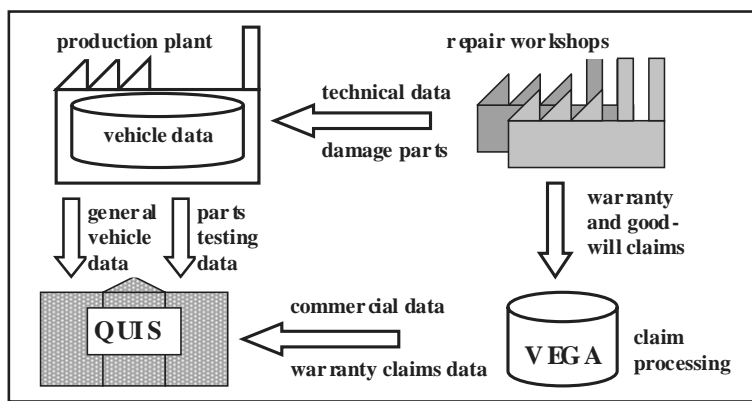 production plant
repair workshops
technical data
vehicle data
damage parts
general
vehicle
data
parts
testing
data
warranty
and good-
will claims
commercial data
QUIS
VEGA
claim
processing
warranty claims data